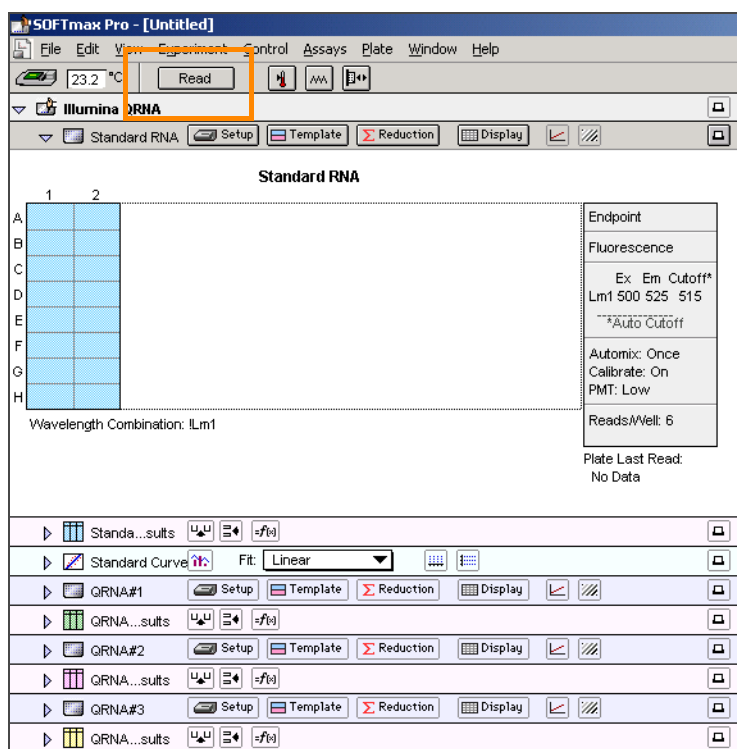 SOFTmax Pro - [Untitled]
File Edit View Experiment Control Assays Plate Window Help
23.2 °C Read
Illumina QRNA
Standard RNA Setup Template Reduction Display
Standard RNA
1 2
A
B
C
D
E
F
G
H
Endpoint
Fluorescence
Ex Em Cutoff*
Lm1 500 525 515
*Auto Cutoff
Automix: Once
Calibrate: On
PMT: Low
Reads/Well: 6
Wavelength Combination: !Lm1
Plate Last Read:
No Data
Standa...sults =f(x)
Standard Curve Fit: Linear
QRNA#1 Setup Template Reduction Display
QRNA...sults =f(x)
QRNA#2 Setup Template Reduction Display
QRNA...sults =f(x)
QRNA#3 Setup Template Reduction Display
QRNA...sults =f(x)